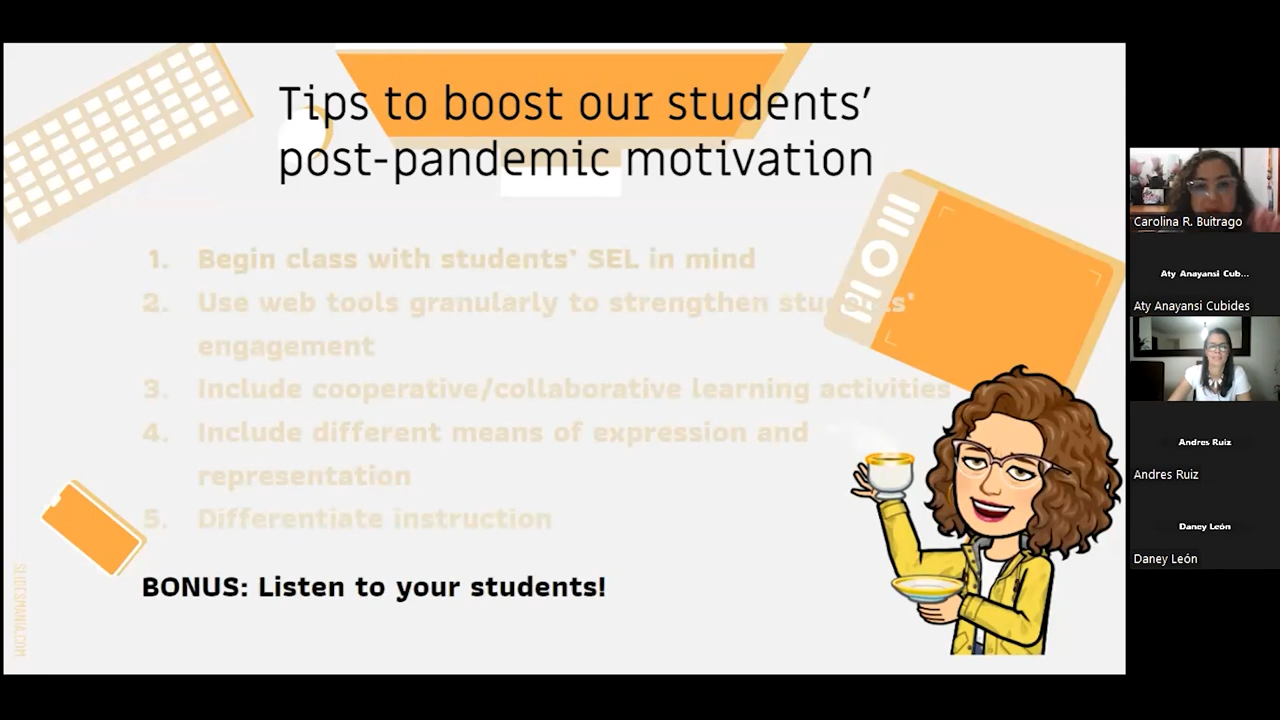 Tips to boost our students’
post-pandemic motivation
1. Begin class with students’ SEL in mind
2. Use web tools granularly to strengthen students'
engagement
3. Include cooperative/collaborative learning activities
4. Include different means of expression and
representation
5. Differentiate instruction
BONUS: Listen to your students!
SLIDESMANIA.COM
Carolina R. Buitrago
Aty Anayansi Cub...
Aty Anayansi Cubides
Andres Ruiz
Andres Ruiz
Daney León
Daney León